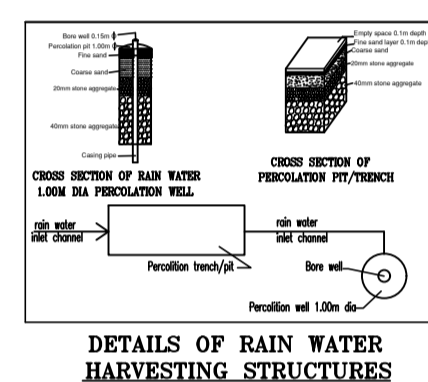 Bore well 0.15m ϕ
Percolation pit 1.00m ϕ
Fine sand
Coarse sand
20mm stone aggregate
40mm stone aggregate
Casing pipe
CROSS SECTION OF RAIN WATER
1.00M DIA PERCOLATION WELL
Empty space 0.1m depth
Fine sand layer 0.1m dep
Coarse sand
20mm stone aggregate
40mm stone aggregate
CROSS SECTION OF
PERCOLATION PIT/TRENCH
rain water
inlet channel
Percolition trench/pit
rain water
inlet channel
Bore well
Percolition well 1.00m dia
DETAILS OF RAIN WATER
HARVESTING STRUCTURES